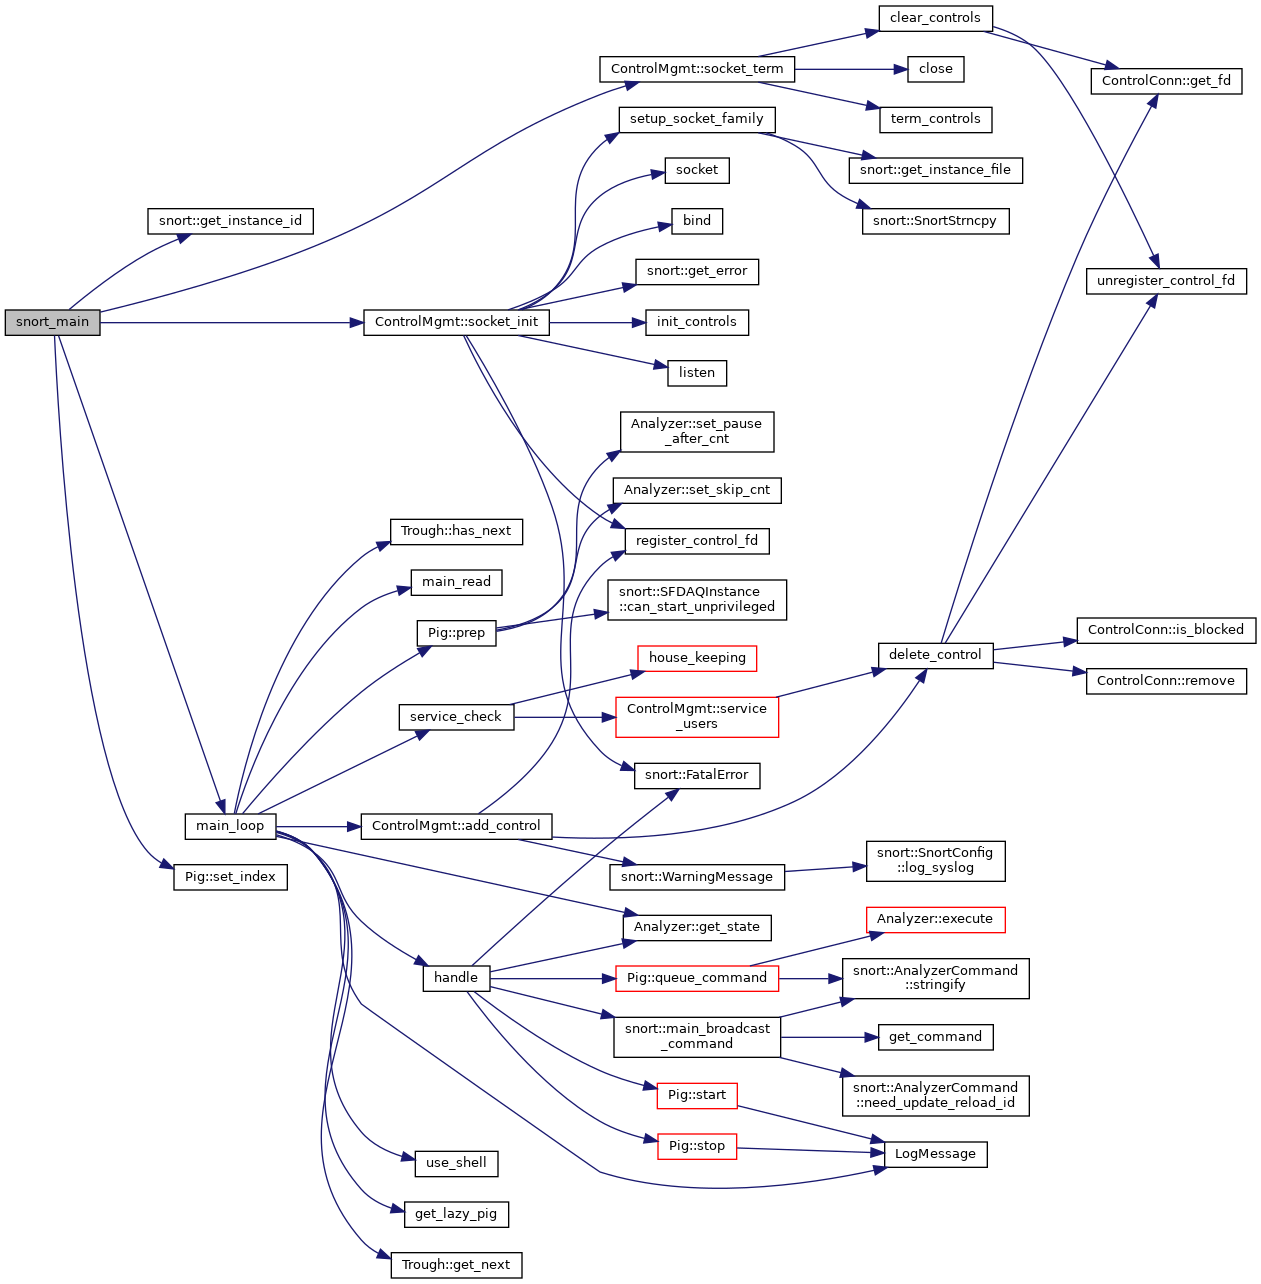 clear_controls
ControlMgmt::socket_term
close
ControlConn::get_fd
setup_socket_family
term_controls
socket
snort::get_instance_file
snort::get_instance_id
bind
snort::SnortStrncpy
snort::get_error
unregister_control_fd
snort_main
ControlMgmt::socket_init
init_controls
listen
Analyzer::set_pause
_after_cnt
Analyzer::set_skip_cnt
Trough::has_next
register_control_fd
main_read
snort::SFDAQInstance
::can_start_unprivileged
Pig::prep
ControlConn::is_blocked
house_keeping
delete_control
ControlConn::remove
service_check
ControlMgmt::service
_users
snort::FatalError
main_loop
ControlMgmt::add_control
snort::SnortConfig
::log_syslog
Pig::set_index
snort::WarningMessage
Analyzer::get_state
Analyzer::execute
handle
Pig::queue_command
snort::AnalyzerCommand
::stringify
snort::main_broadcast
_command
get_command
Pig::start
snort::AnalyzerCommand
::need_update_reload_id
Pig::stop
LogMessage
use_shell
get_lazy_pig
Trough::get_next